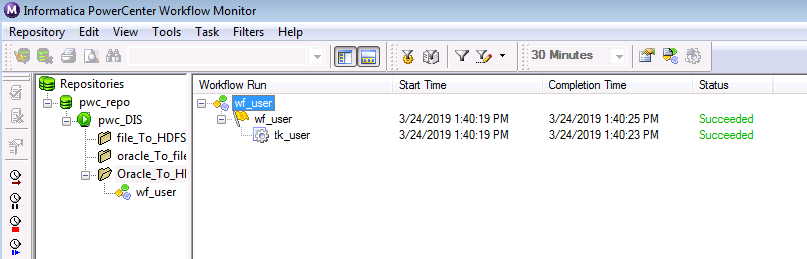 Informatica PowerCenter Workflow Monitor
Repository Edit View Tools Task Filters Help
30 Minutes
Repositories
pwc_repo
pwc_DIS
file_To_HDFS
oracle_To_file
Oracle_To_HI
wf_user
Workflow Run Start Time Completion Time Status
wf_user
wf_user 3/24/2019 1:40:19 PM 3/24/2019 1:40:25 PM Succeeded
tk_user 3/24/2019 1:40:19 PM 3/24/2019 1:40:23 PM Succeeded